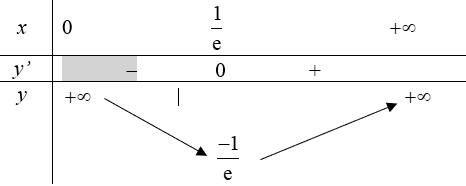 x 0 1/e +∞
y’ – 0 +
y +∞ | +∞
–1/e